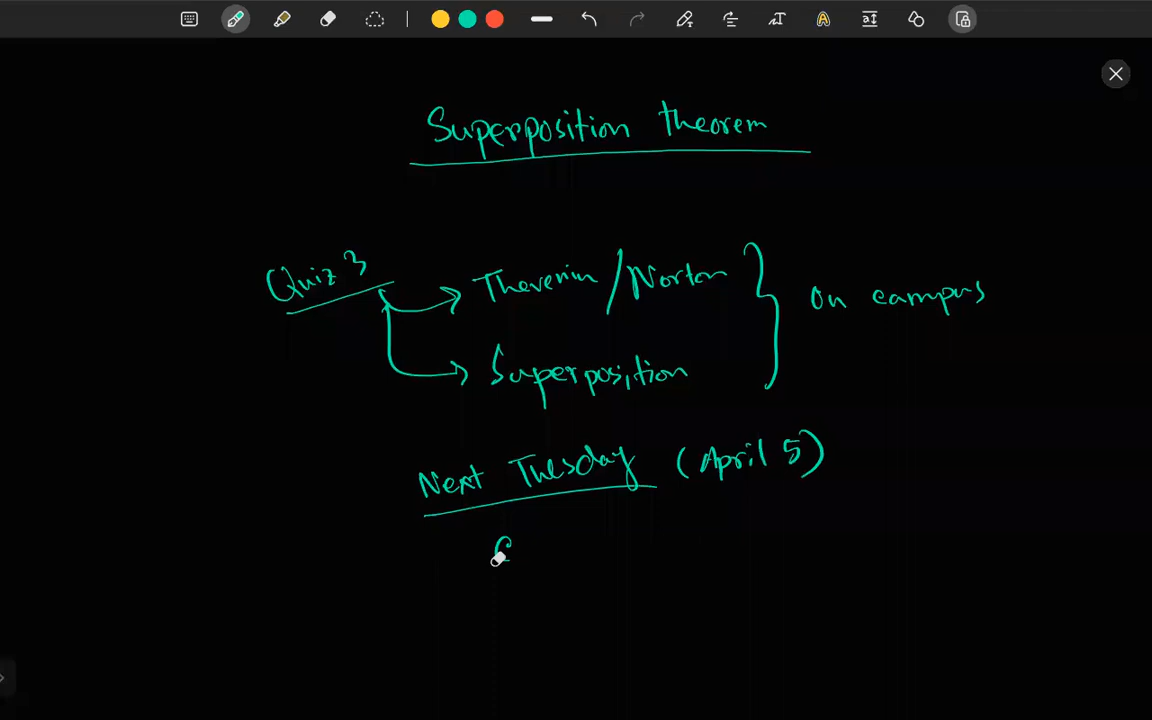 Superposition theorem
Quiz 3
Thevenin / Norton
on campus
Superposition
Next Tuesday (April 5)